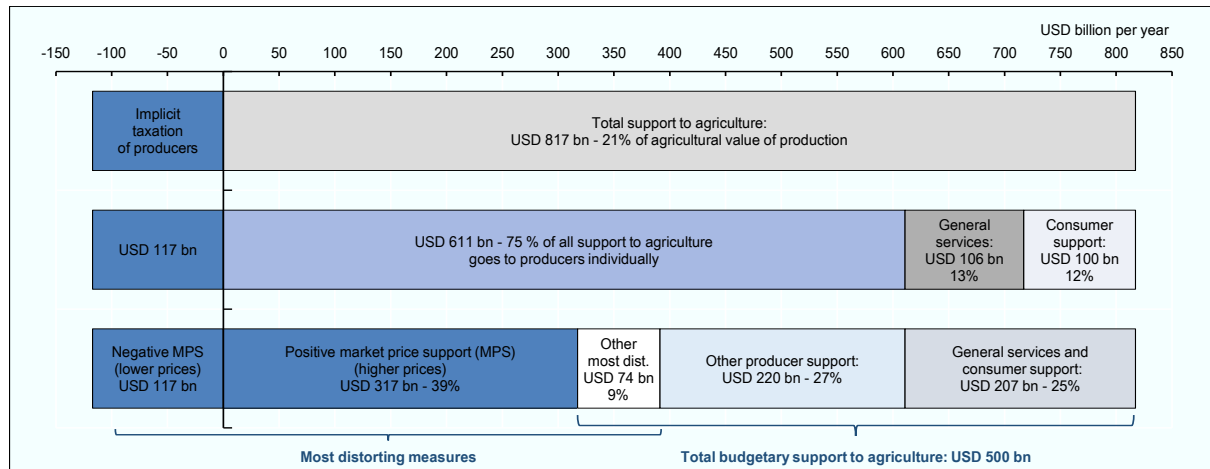 USD billion per year
-150 -100 -50 0 50 100 150 200 250 300 350 400 450 500 550 600 650 700 750 800 850
Implicit
taxation
of producers
Total support to agriculture:
USD 817 bn - 21% of agricultural value of production
USD 117 bn
USD 611 bn - 75 % of all support to agriculture
goes to producers individually
General
services:
USD 106 bn
13%
Consumer
support:
USD 100 bn
12%
Negative MPS
(lower prices)
USD 117 bn
Positive market price support (MPS)
(higher prices)
USD 317 bn - 39%
Other
most dist.
USD 74 bn
9%
Other producer support:
USD 220 bn - 27%
General services and
consumer support:
USD 207 bn - 25%
Most distorting measures
Total budgetary support to agriculture: USD 500 bn